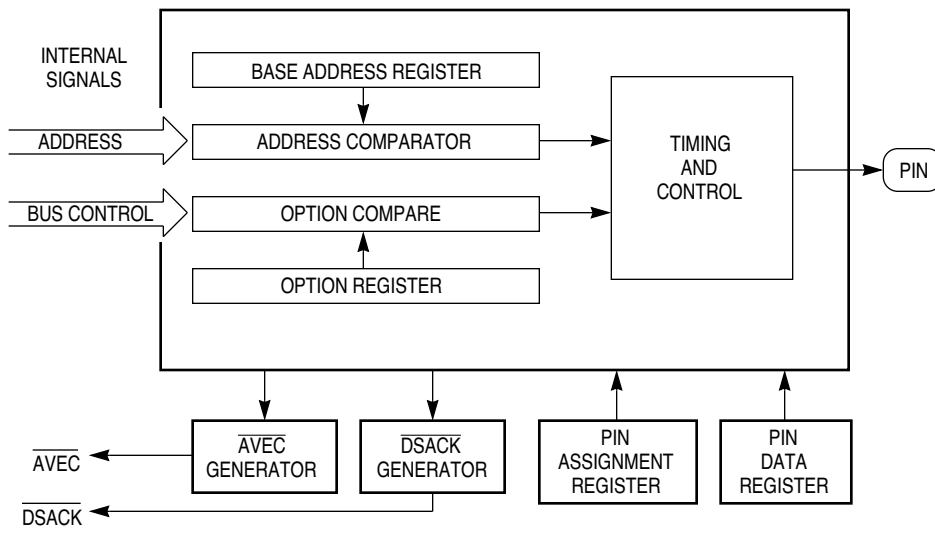 INTERNAL
SIGNALS
BASE ADDRESS REGISTER
ADDRESS
ADDRESS COMPARATOR
TIMING
AND
CONTROL
PIN
BUS CONTROL
OPTION COMPARE
OPTION REGISTER
AVEC
GENERATOR
DSACK
GENERATOR
PIN
ASSIGNMENT
REGISTER
PIN
DATA
REGISTER
AVEC
DSACK